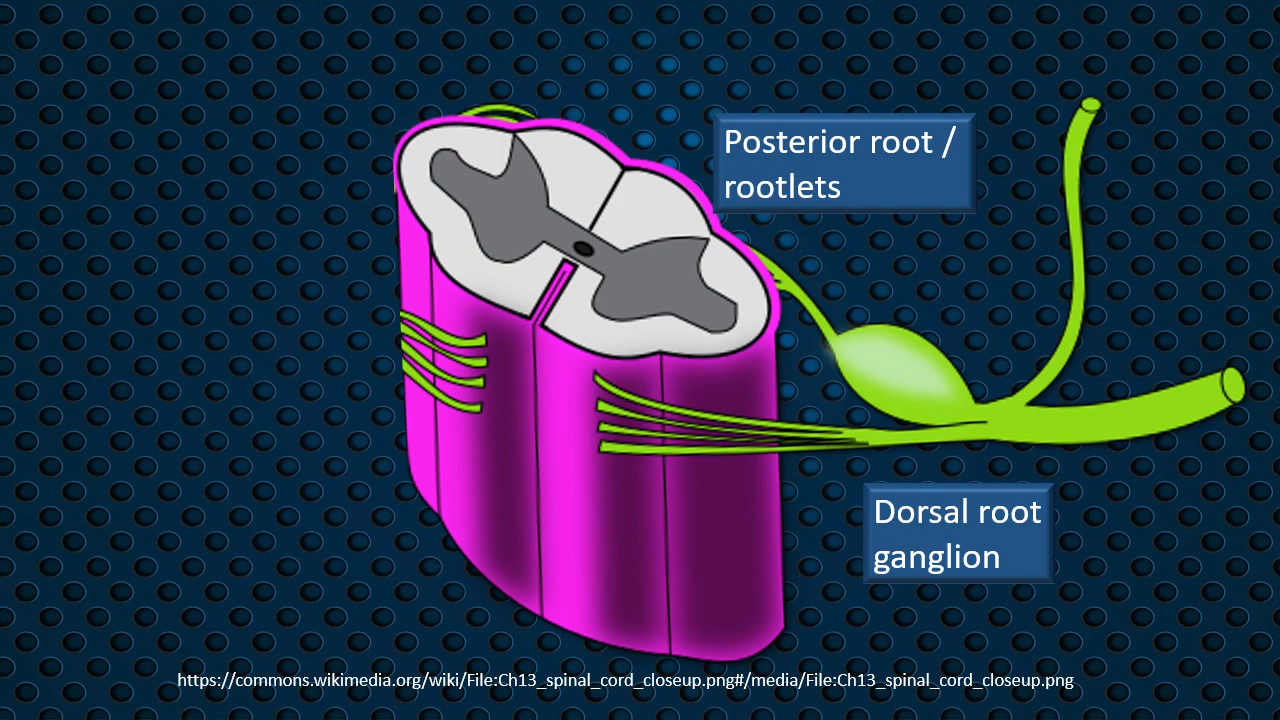 Posterior root /
rootlets
Dorsal root
ganglion
https://commons.wikimedia.org/wiki/File:Ch13_spinal_cord_closeup.png#/media/File:Ch13_spinal_cord_closeup.png